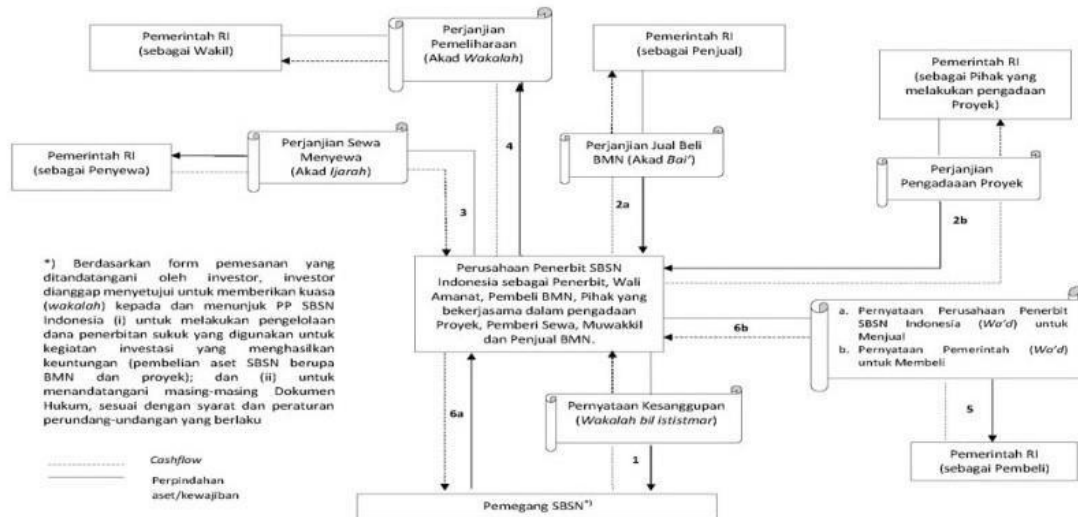 Pemerintah RI
(sebagai Wakil)
Perjanjian
Pemeliharaan
(Akad Wakalah)
Pemerintah RI
(sebagai Penjual)
Pemerintah RI
(sebagai Pihak yang
melakukan pengadaan
Proyek)
Pemerintah RI
(sebagai Penyewa)
Perjanjian Sewa
Menyewa
(Akad Ijarah)
4
Perjanjian Jual Beli
BMN (Akad Bai')
Perjanjian
Pengadaaan Proyek
3
2a
2b
*) Berdasarkan form pemesanan yang
ditandatangani oleh investor, investor
dianggap menyetujui untuk memberikan kuasa
(wakalah) kepada dan menunjuk PP SBSN
Indonesia (i) untuk melakukan pengelolaan
dana penerbitan sukuk yang digunakan untuk
kegiatan investasi yang menghasilkan
keuntungan (pembelian aset SBSN berupa
BMN dan proyek); dan (ii) untuk
menandatangani masing-masing Dokumen
Hukum, sesuai dengan syarat dan peraturan
perundang-undangan yang berlaku
Perusahaan Penerbit SBSN
Indonesia sebagai Penerbit, Wali
Amanat, Pembeli BMN, Pihak yang
bekerjasama dalam pengadaan
Proyek, Pemberi Sewa, Muwakkil
dan Penjual BMN.
6b
a. Pernyataan Perusahaan Penerbit
SBSN Indonesia (Wa'd) untuk
Menjual
b. Pernyataan Pemerintah (Wa'd)
untuk Membeli
6a
Pernyataan Kesanggupan
(Wakalah bil ististmar)
1
5
Pemerintah RI
(sebagai Pembeli)
Cashflow
Perpindahan
aset/kewajiban
Pemegang SBSN*)